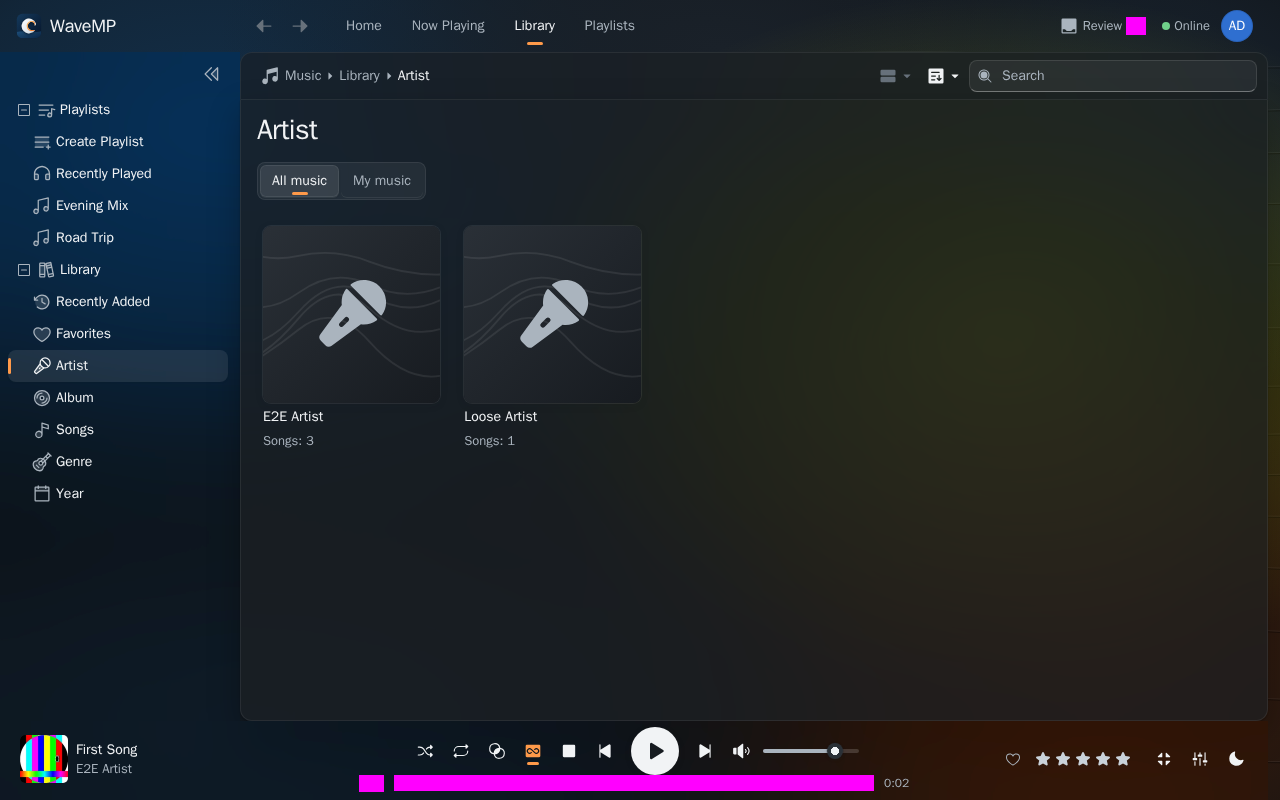 WaveMP
Home
Now Playing
Library
Playlists
Review
Online
AD
Music
Library
Artist
Search
Playlists
Create Playlist
Recently Played
Evening Mix
Road Trip
Library
Recently Added
Favorites
Artist
Album
Songs
Genre
Year
Artist
All music
My music
E2E Artist
Songs: 3
Loose Artist
Songs: 1
First Song
E2E Artist
0:02